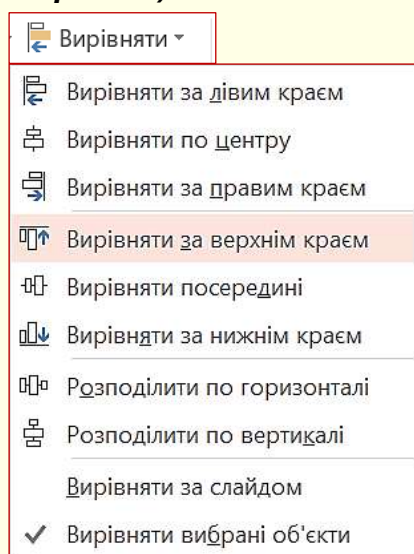 Вирівняти
Вирівняти за лівим краєм
Вирівняти по центру
Вирівняти за правим краєм
Вирівняти за верхнім краєм
Вирівняти посередині
Вирівняти за нижнім краєм
Розподілити по горизонталі
Розподілити по вертикалі
Вирівняти за слайдом
Вирівняти вибрані об'єкти